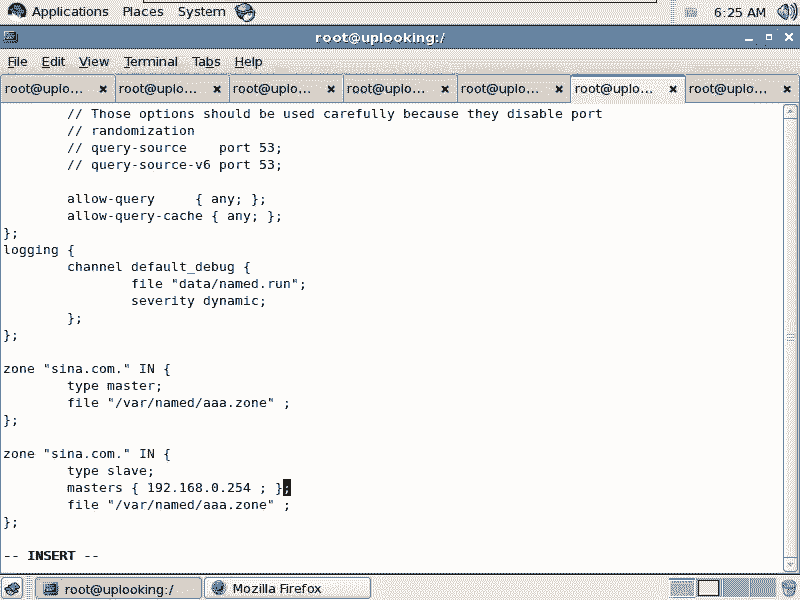 Applications Places System 6:25 AM
root@uplooking:/
File Edit View Terminal Tabs Help
root@uplo... root@uplo... root@uplo... root@uplo... root@uplo... root@uplo... root@uplo...
        // Those options should be used carefully because they disable port
        // randomization
        // query-source    port 53;
        // query-source-v6 port 53;
        allow-query     { any; };
        allow-query-cache { any; };
};
logging {
        channel default_debug {
                file "data/named.run";
                severity dynamic;
        };
};
zone "sina.com." IN {
        type master;
        file "/var/named/aaa.zone" ;
};
zone "sina.com." IN {
        type slave;
        masters { 192.168.0.254 ; };
        file "/var/named/aaa.zone" ;
};
-- INSERT --
root@uplooking:/ Mozilla Firefox